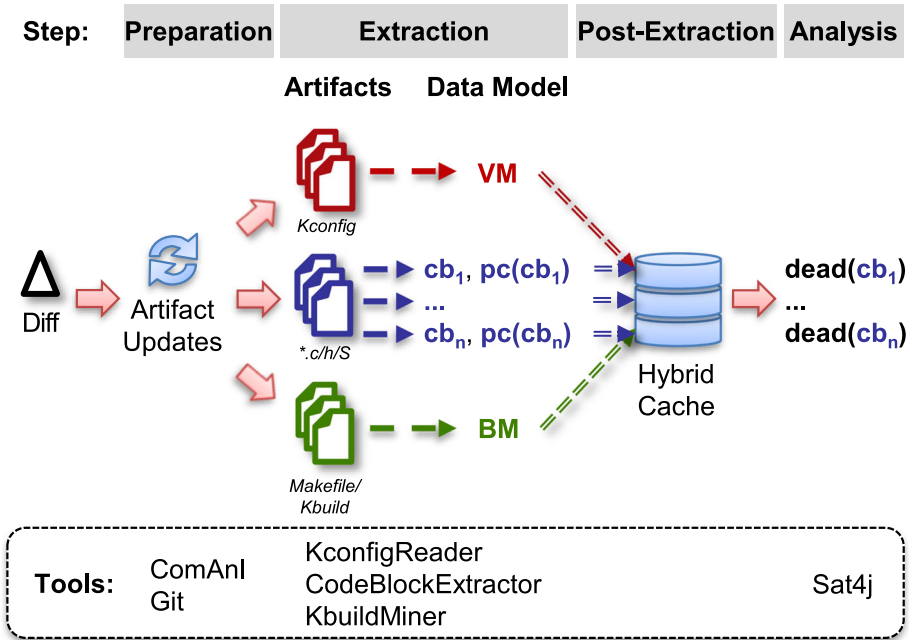 Step: Preparation Extraction Post-Extraction Analysis
Artifacts Data Model
Kconfig
VM
Δ
Diff
Artifact
Updates
*.c/h/S
cb1, pc(cb1)
...
cbn, pc(cbn)
Makefile/
Kbuild
BM
Hybrid
Cache
dead(cb1)
...
dead(cbn)
Tools:
ComAnI
Git
KconfigReader
CodeBlockExtractor
KbuildMiner
Sat4j